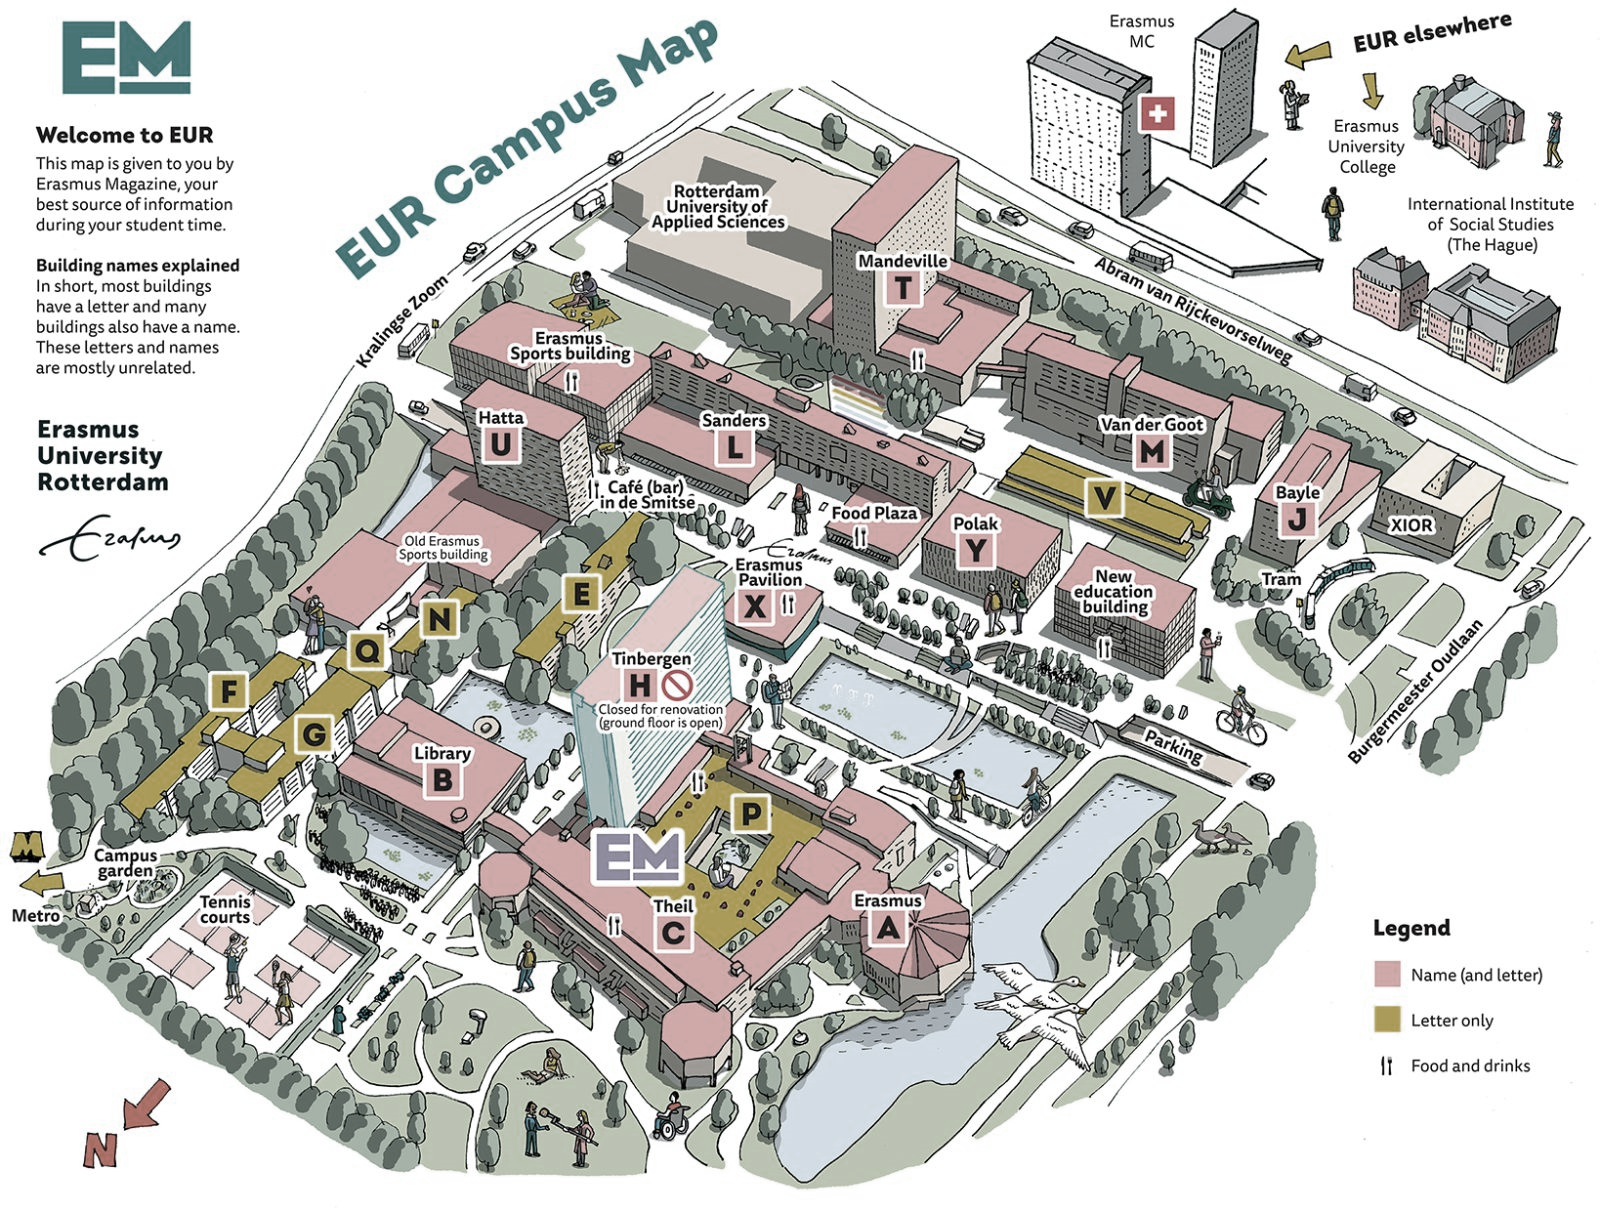 EM
EUR Campus Map
Welcome to EUR
This map is given to you by
Erasmus Magazine, your
best source of information
during your student time.
Building names explained
In short, most buildings
have a letter and many
buildings also have a name.
These letters and names
are mostly unrelated.
Erasmus
University
Rotterdam
Erasmus
Erasmus
MC
EUR elsewhere
Erasmus
University
College
International Institute
of Social Studies
(The Hague)
Rotterdam
University of
Applied Sciences
Mandeville
T
Kralingse Zoom
Abram van Rijckevorselweg
Erasmus
Sports building
Hatta
U
Sanders
L
Van der Goot
M
Café (bar)
in de Smitse
Food Plaza
V
Bayle
J
XIOR
Polak
Y
Old Erasmus
Sports building
Erasmus
Erasmus
Pavilion
X
New
education
building
Tram
E
N
Q
F
G
Tinbergen
H
Closed for renovation
(ground floor is open)
Library
B
Parking
Burgermeester Oudlaan
P
EM
M
Metro
Campus
garden
Tennis
courts
Theil
C
Erasmus
A
Legend
Name (and letter)
Letter only
Food and drinks
N